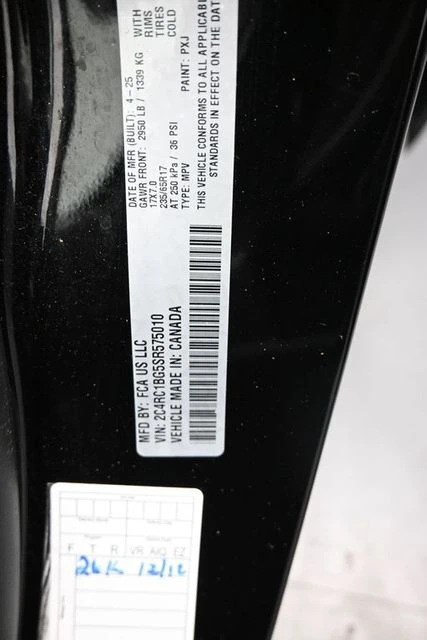 MFD BY: FCA US LLC
DATE OF MFR (BUILT): 4-25
GAWR FRONT: 2950 LB / 1339 KG WITH
17X7.0 RIMS
235/65R17 TIRES
AT 250 kPa / 36 PSI COLD
VIN: 2C4RC1BG5SR575010
TYPE: MPV PAINT: PXJ
VEHICLE MADE IN: CANADA
THIS VEHICLE CONFORMS TO ALL APPLICABL
STANDARDS IN EFFECT ON THE DAT
F T R VR A/Q EZ
26K 12/12